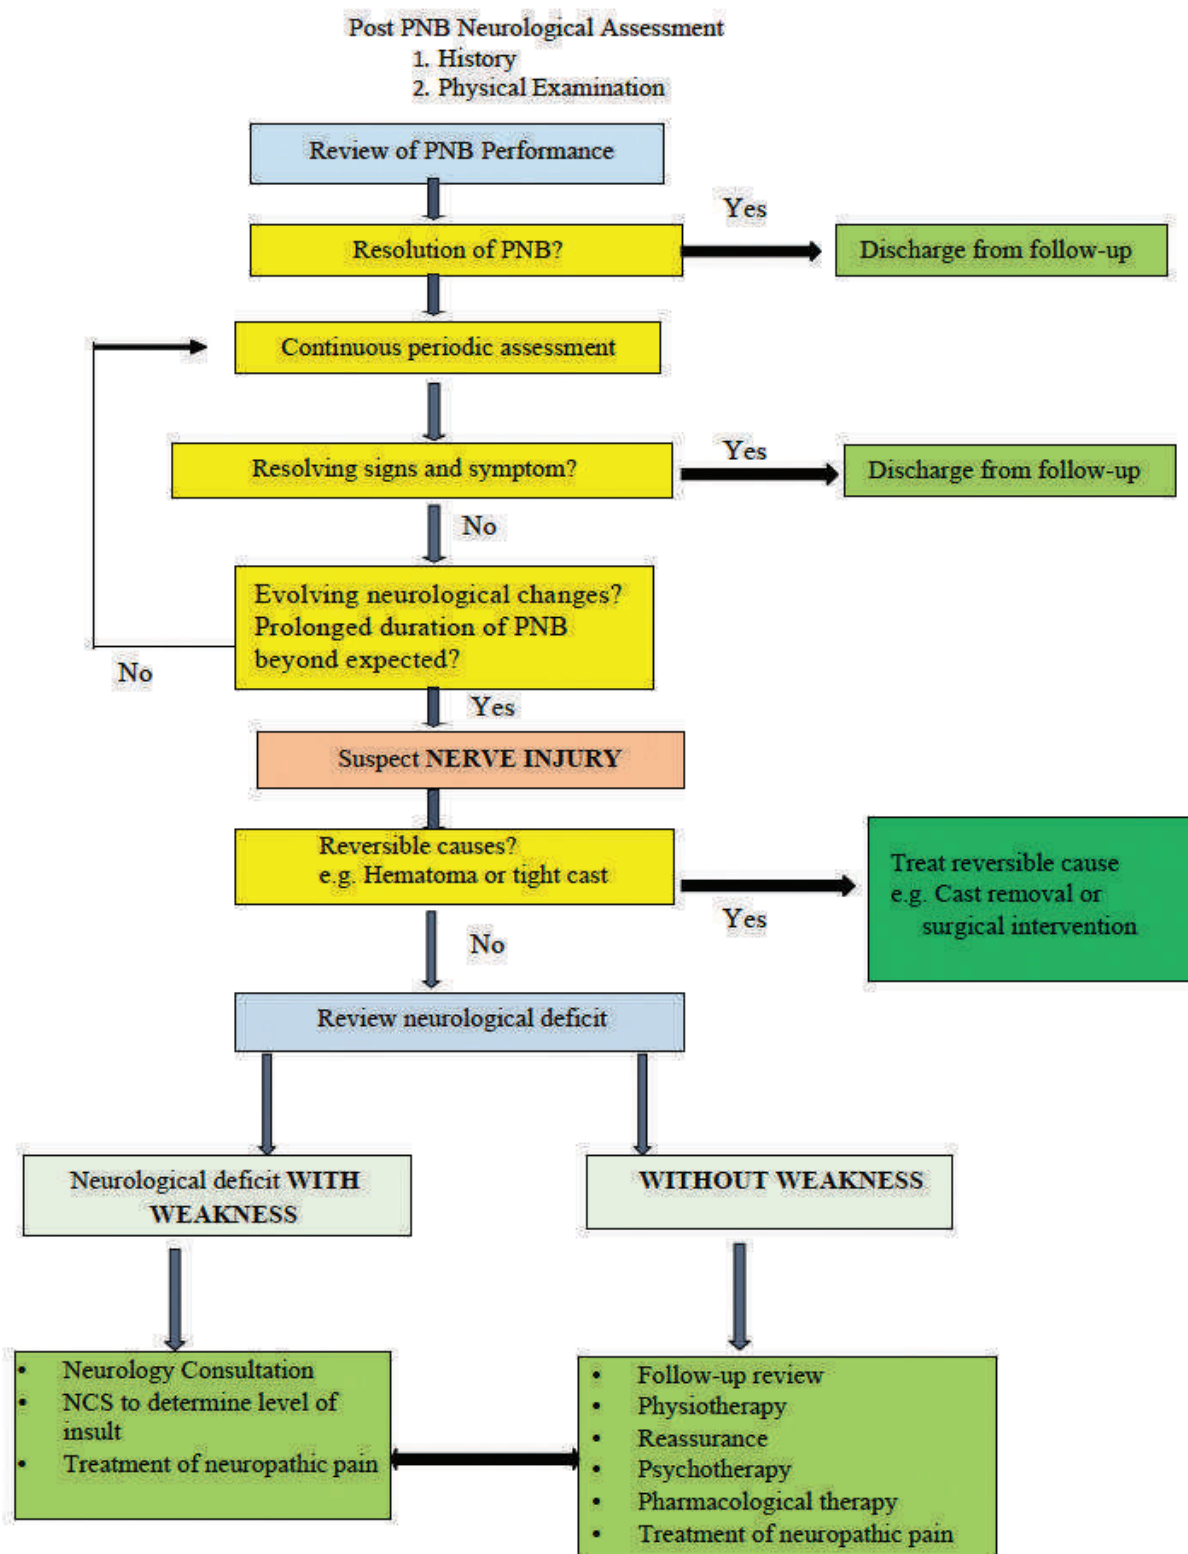 Post PNB Neurological Assessment
1. History
2. Physical Examination
Review of PNB Performance
Yes
Resolution of PNB?
Discharge from follow-up
Continuous periodic assessment
Yes
Resolving signs and symptom?
Discharge from follow-up
No
Evolving neurological changes?
Prolonged duration of PNB
beyond expected?
No
Yes
Suspect NERVE INJURY
Reversible causes?
e.g. Hematoma or tight cast
Treat reversible cause
e.g. Cast removal or
surgical intervention
Yes
No
Review neurological deficit
Neurological deficit WITH
WEAKNESS
WITHOUT WEAKNESS
• Neurology Consultation
• NCS to determine level of
insult
• Treatment of neuropathic pain
• Follow-up review
• Physiotherapy
• Reassurance
• Psychotherapy
• Pharmacological therapy
• Treatment of neuropathic pain